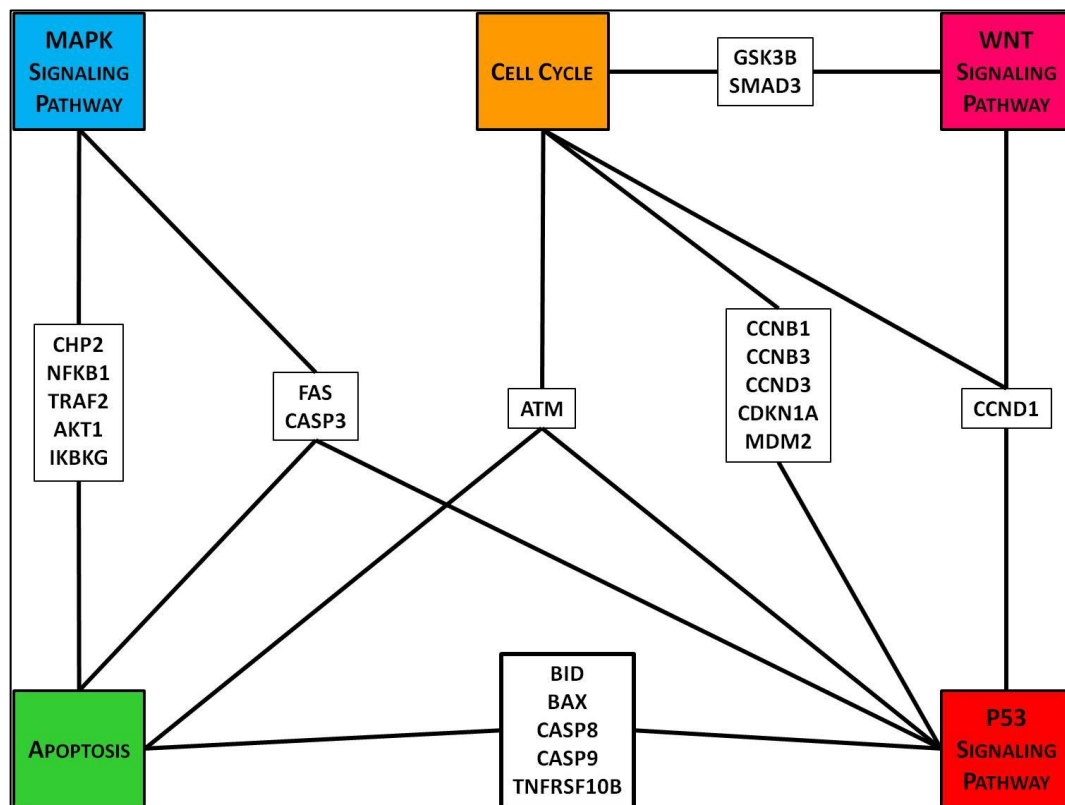 MAPK
SIGNALING
PATHWAY
CELL CYCLE
GSK3B
SMAD3
WNT
SIGNALING
PATHWAY
CHP2
NFKB1
TRAF2
AKT1
IKBKG
FAS
CASP3
ATM
CCNB1
CCNB3
CCND3
CDKN1A
MDM2
CCND1
APOPTOSIS
BID
BAX
CASP8
CASP9
TNFRSF10B
P53
SIGNALING
PATHWAY